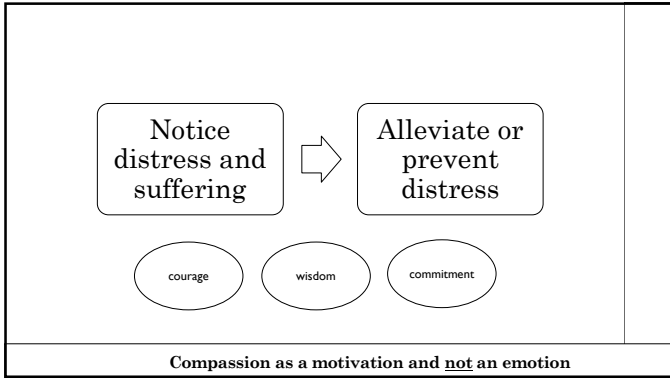 Notice
distress and
suffering
Alleviate or
prevent
distress
courage
wisdom
commitment
Compassion as a motivation and not an emotion